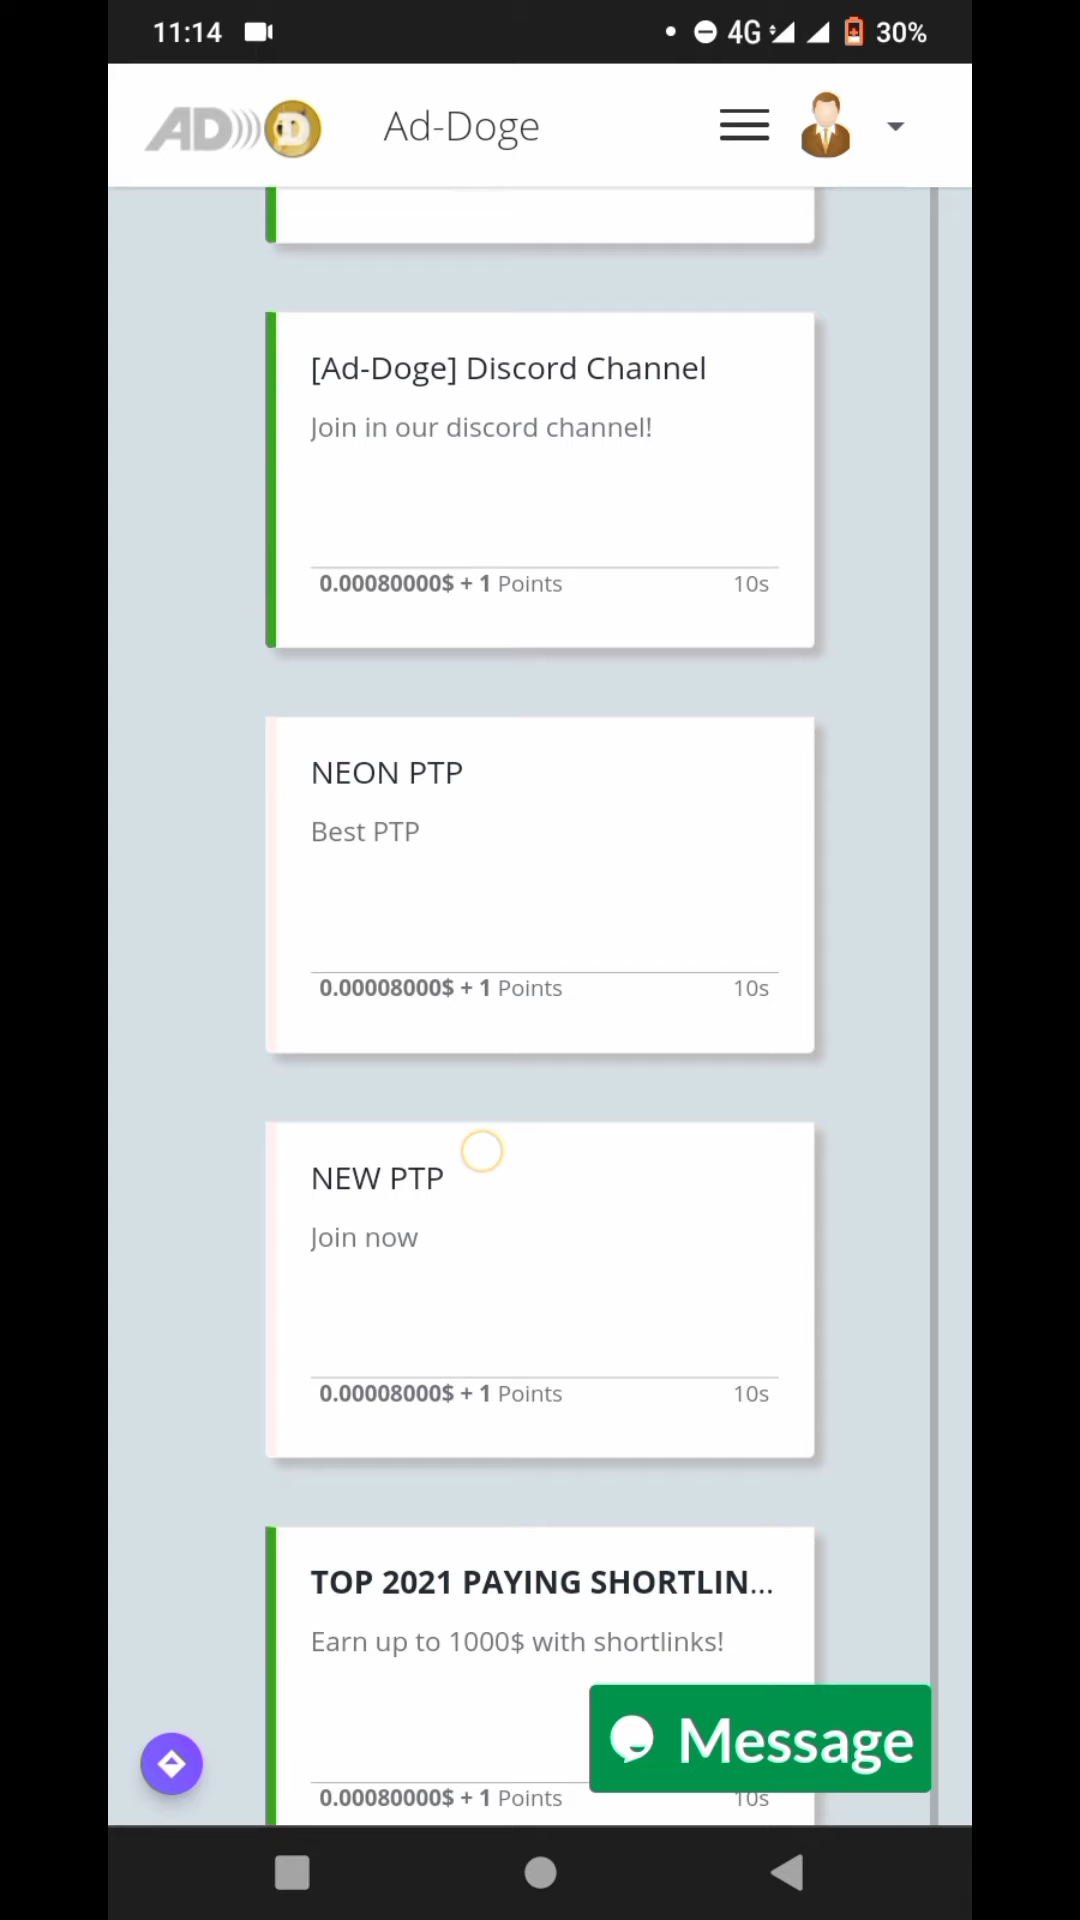 11:14 4G 30%
AD Ad-Doge
[Ad-Doge] Discord Channel
Join in our discord channel!
0.00080000$ + 1 Points 10s
NEON PTP
Best PTP
0.00008000$ + 1 Points 10s
NEW PTP
Join now
0.00008000$ + 1 Points 10s
TOP 2021 PAYING SHORTLIN...
Earn up to 1000$ with shortlinks!
Message
0.00080000$ + 1 Points 10s